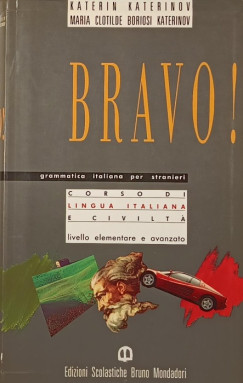 KATERIN KATERINOV
MARIA CLOTILDE BORIOSI KATERINOV
BRAVO!
grammatica italiana per stranieri
CORSO DI
LINGUA ITALIANA
E CIVILTÀ
livello elementare e avanzato
Edizioni Scolastiche Bruno Mondadori